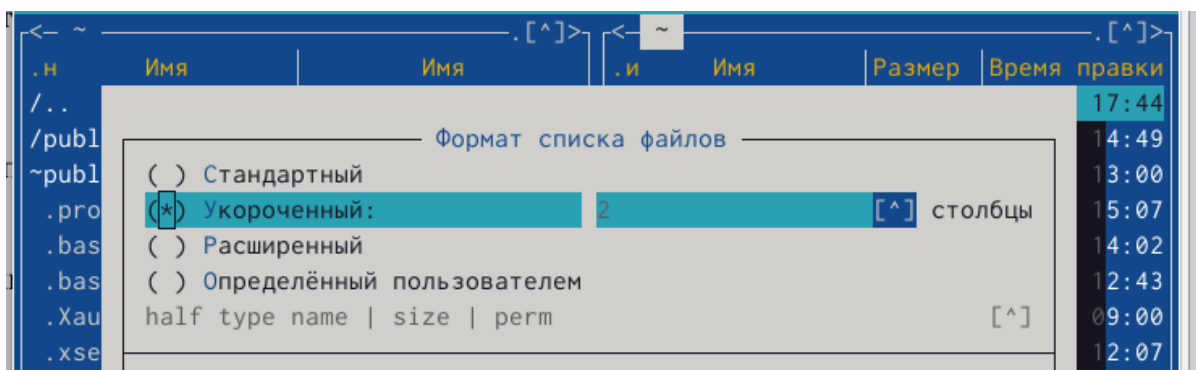 <— ~ .[^]> <— ~ .[^]>
.н Имя Имя .и Имя Размер Время правки
/.. 17:44
/publ Формат списка файлов 14:49
~publ ( ) Стандартный 13:00
.pro (*) Укороченный: 2 [^] столбцы 15:07
.bas ( ) Расширенный 14:02
.bas ( ) Определённый пользователем 12:43
.Xau half type name | size | perm [^] 09:00
.xse 12:07